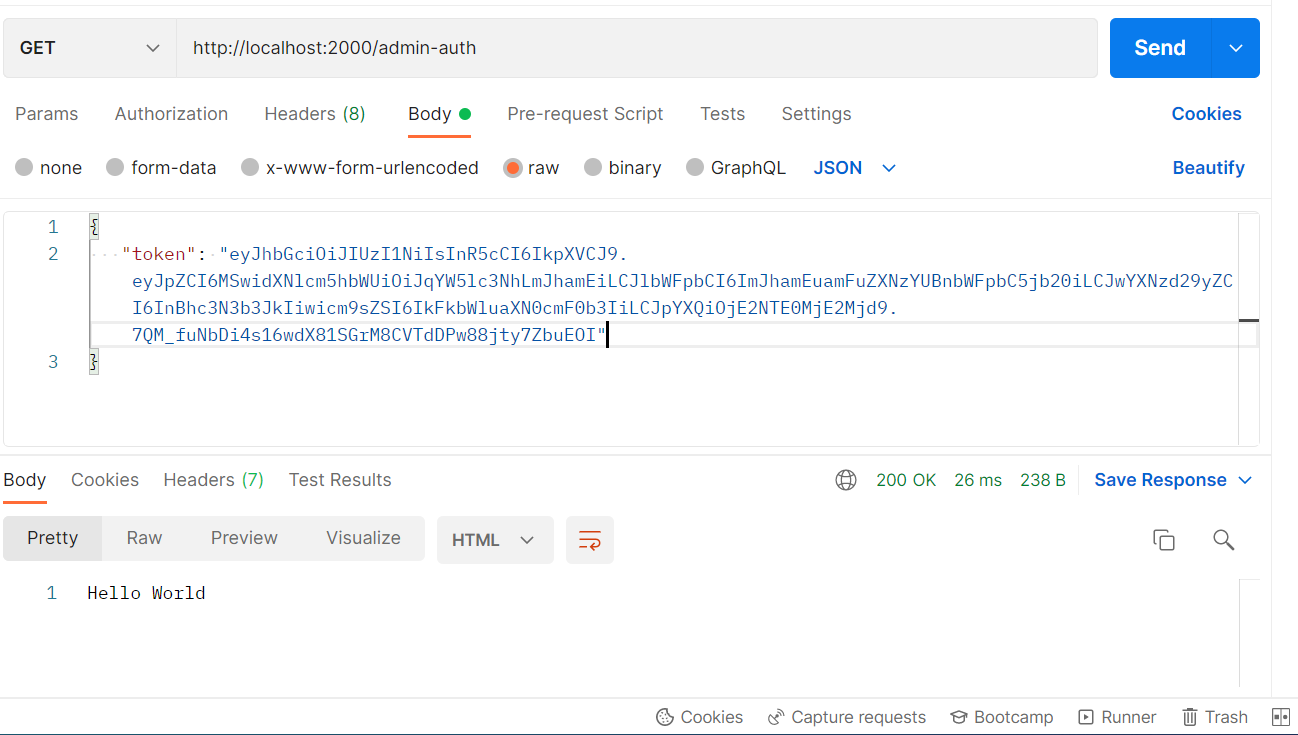 GET http://localhost:2000/admin-auth Send
Params Authorization Headers (8) Body Pre-request Script Tests Settings Cookies
none form-data x-www-form-urlencoded raw binary GraphQL JSON Beautify
1 {
2 "token": "eyJhbGciOiJIUzI1NiIsInR5cCI6IkpXVCJ9.
eyJpZCI6MSwidXNlcm5hbWUiOiJqYW5lc3NhLmJhamEiLCJlbWFpbCI6ImJhamEuamFuZXNzYUBnbWFpbC5jb20iLCJwYXNzd29yZC
I6InBhc3N3b3JkIiwicm9sZSI6IkFkbWluaXN0cmF0b3IiLCJpYXQiOjE2NTE0MjE2Mjd9.
7QM_fuNbDi4s16wdX81SGrM8CVTdDPw88jty7ZbuEOI"
3 }
Body Cookies Headers (7) Test Results 200 OK 26 ms 238 B Save Response
Pretty Raw Preview Visualize HTML
1 Hello World
Cookies Capture requests Bootcamp Runner Trash